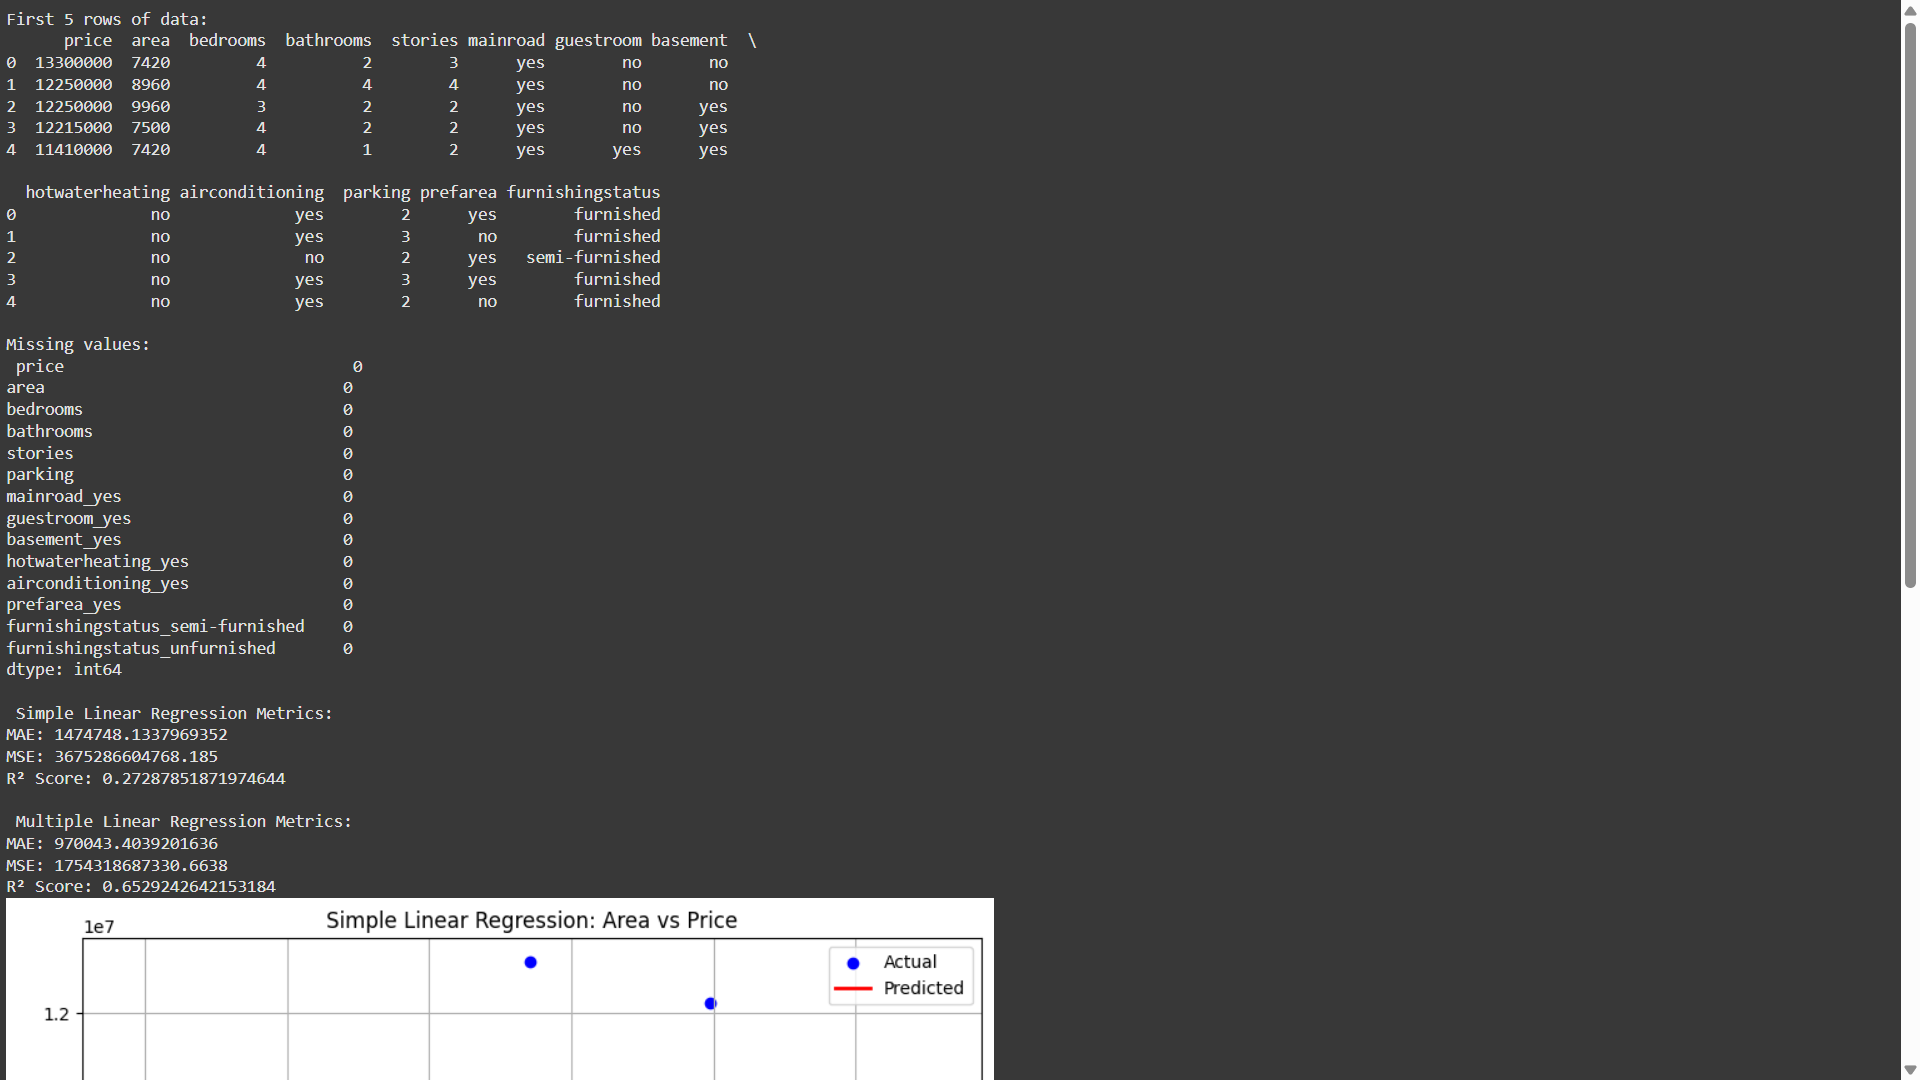 First 5 rows of data:
      price  area  bedrooms  bathrooms  stories mainroad guestroom basement  \
0  13300000  7420         4          2        3      yes        no       no
1  12250000  8960         4          4        4      yes        no       no
2  12250000  9960         3          2        2      yes        no      yes
3  12215000  7500         4          2        2      yes        no      yes
4  11410000  7420         4          1        2      yes       yes      yes

  hotwaterheating airconditioning  parking prefarea furnishingstatus
0              no             yes        2      yes        furnished
1              no             yes        3       no        furnished
2              no              no        2      yes   semi-furnished
3              no             yes        3      yes        furnished
4              no             yes        2       no        furnished

Missing values:
 price                              0
area                               0
bedrooms                           0
bathrooms                          0
stories                            0
parking                            0
mainroad_yes                       0
guestroom_yes                      0
basement_yes                       0
hotwaterheating_yes                0
airconditioning_yes                0
prefarea_yes                       0
furnishingstatus_semi-furnished    0
furnishingstatus_unfurnished       0
dtype: int64

 Simple Linear Regression Metrics:
MAE: 1474748.1337969352
MSE: 3675286604768.185
R² Score: 0.27287851871974644

 Multiple Linear Regression Metrics:
MAE: 970043.4039201636
MSE: 1754318687330.6638
R² Score: 0.6529242642153184
Simple Linear Regression: Area vs Price
1e7
Actual
Predicted
1.2